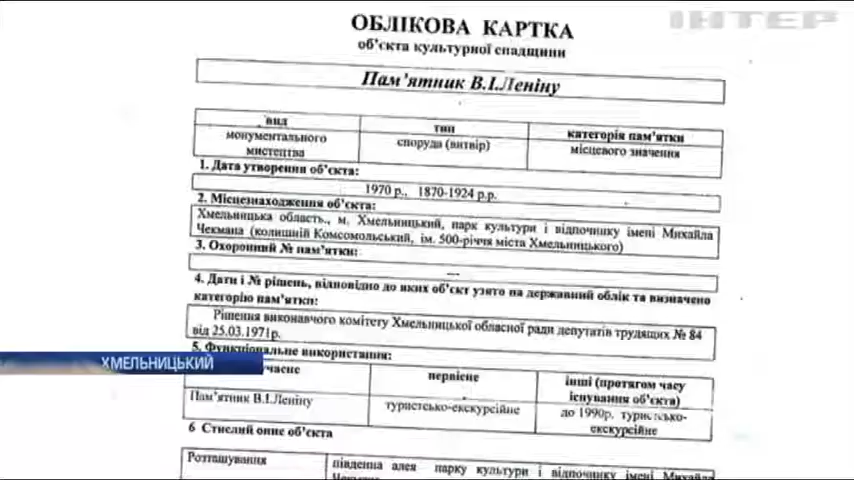 ІНТЕР
ОБЛІКОВА КАРТКА
об'єкта культурної спадщини
Пам'ятник В.І.Леніну
вид
тип
категорія пам'ятки
монументального
мистецтва
споруда (витвір)
місцевого значення
1. Дата утворення об'єкта:
1970 р., 1870-1924 р.р.
2. Місцезнаходження об'єкта:
Хмельницька область., м. Хмельницький, парк культури і відпочинку імені Михайла
Чекмана (колишній Комсомольський, ім. 500-річчя міста Хмельницького)
3. Охоронний № пам'ятки:
---
4. Дати і № рішень, відповідно до яких об'єкт узято на державний облік та визначено
категорію пам'ятки:
Рішення виконавчого комітету Хмельницької обласної ради депутатів трудящих № 84
від 25.03.1971р.
ХМЕЛЬНИЦЬКИЙ
5. Функціональне використання:
первісне
інші (протягом часу
існування об'єкта)
Пам'ятник В.І.Леніну
туристсько-екскурсійне
до 1990р. туристсько-
екскурсійне
6 Стислий опис об'єкта
Розташування
південна алея парку культури і відпочинку імені Михайла